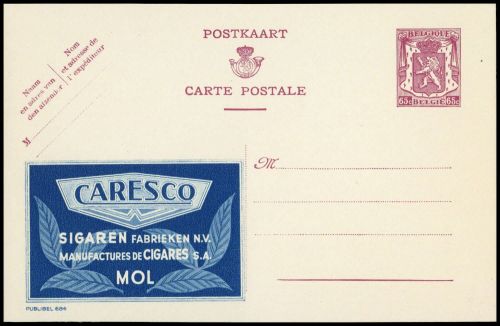 POSTKAART
CARTE POSTALE
Naam
en adres van
den afzender
Nom
et adresse de
l'expéditeur
M
BELGIQUE
65c BELGIË 65c
M
CARESCO
SIGAREN FABRIEKEN N.V.
MANUFACTURES DE CIGARES S.A.
MOL
PUBLIBEL 684